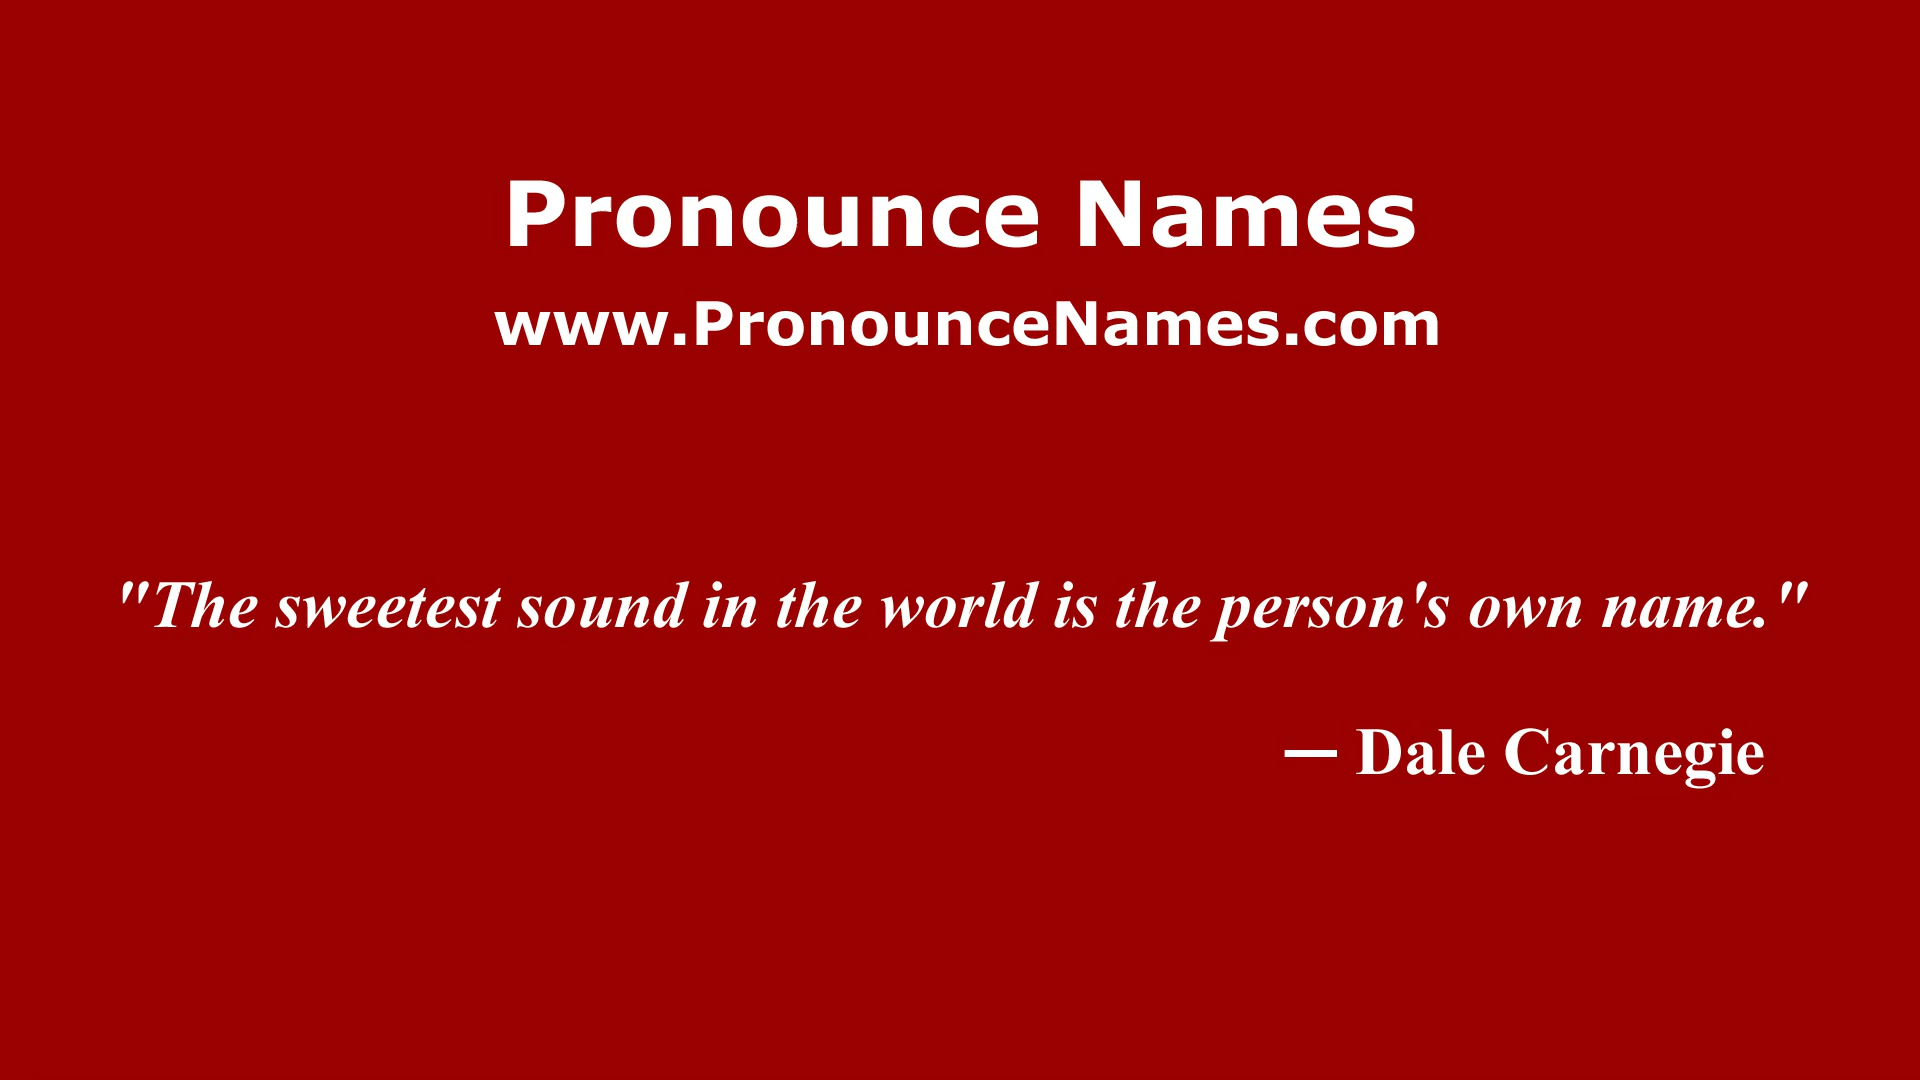 Pronounce Names
www.PronounceNames.com
"The sweetest sound in the world is the person's own name."
— Dale Carnegie